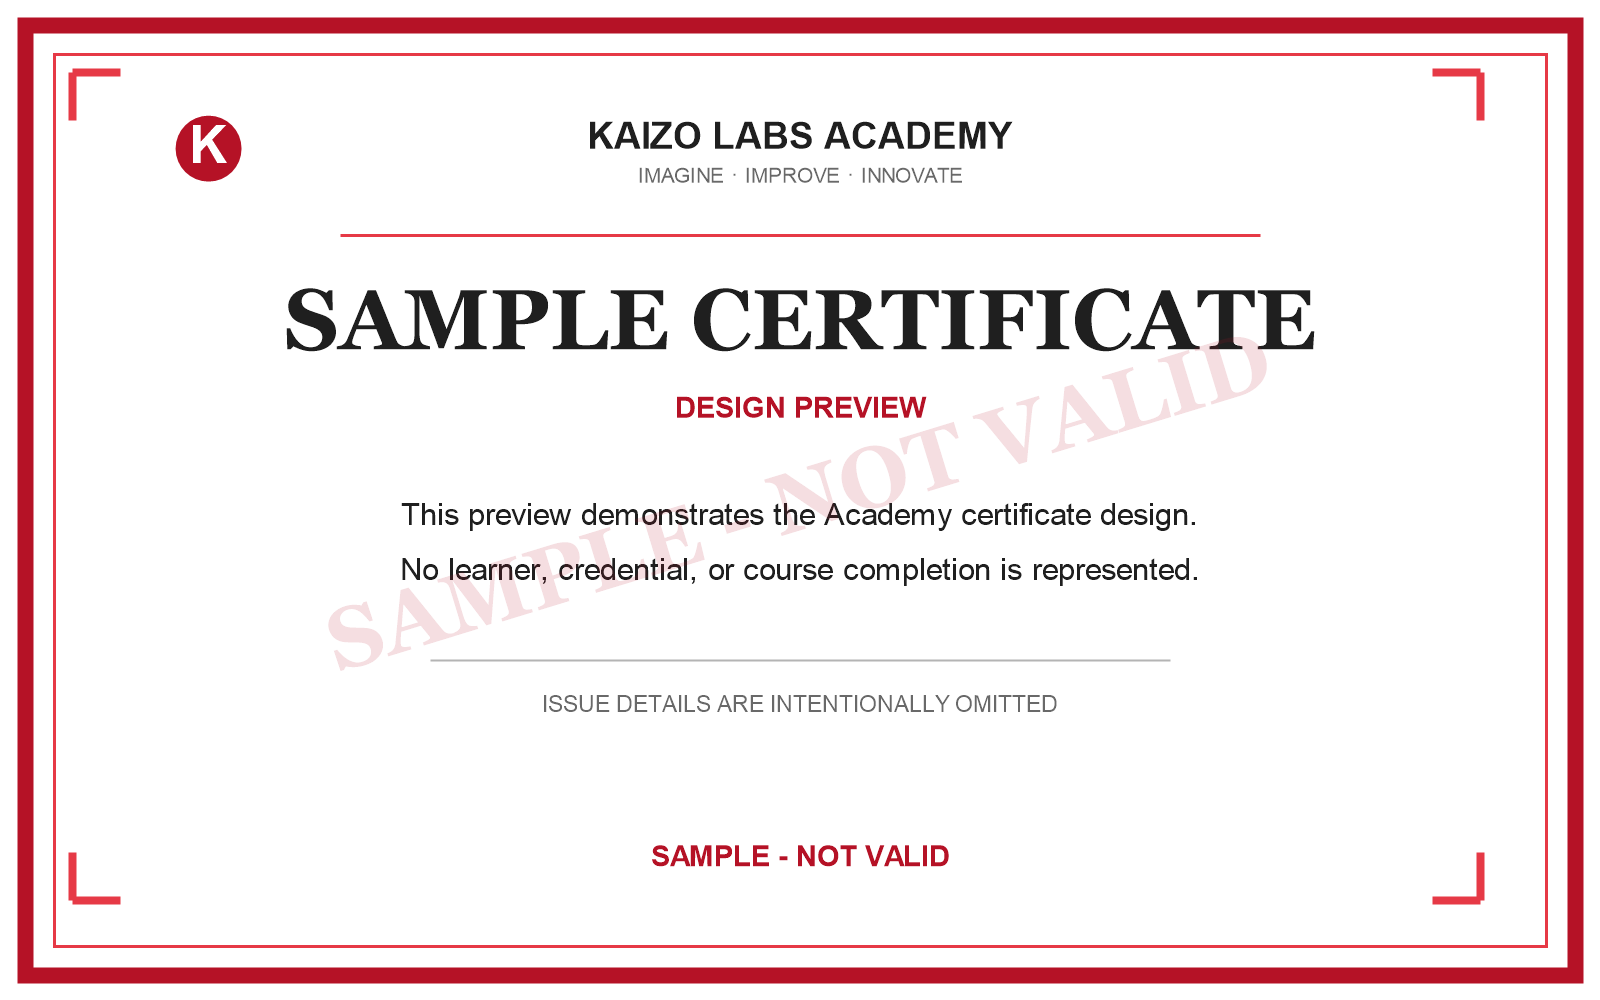 K
KAIZO LABS ACADEMY
IMAGINE · IMPROVE · INNOVATE
SAMPLE CERTIFICATE
DESIGN PREVIEW
SAMPLE - NOT VALID
This preview demonstrates the Academy certificate design.
No learner, credential, or course completion is represented.
ISSUE DETAILS ARE INTENTIONALLY OMITTED
SAMPLE - NOT VALID